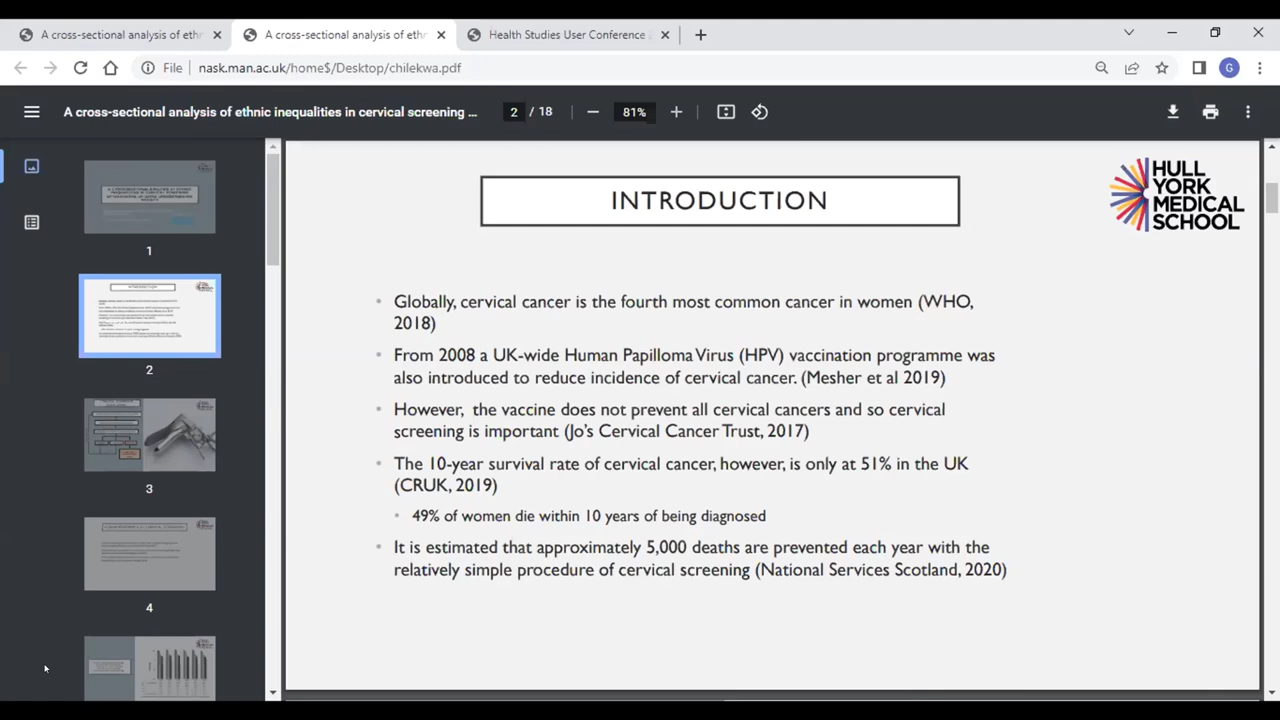 A cross-sectional analysis of eth
A cross-sectional analysis of eth
Health Studies User Conference
File nask.man.ac.uk/home$/Desktop/chilekwa.pdf
G
A cross-sectional analysis of ethnic inequalities in cervical screening ...
2 / 18
81%
1
2
3
4
INTRODUCTION
HULL
YORK
MEDICAL
SCHOOL
• Globally, cervical cancer is the fourth most common cancer in women (WHO,
2018)
• From 2008 a UK-wide Human Papilloma Virus (HPV) vaccination programme was
also introduced to reduce incidence of cervical cancer. (Mesher et al 2019)
• However, the vaccine does not prevent all cervical cancers and so cervical
screening is important (Jo's Cervical Cancer Trust, 2017)
• The 10-year survival rate of cervical cancer, however, is only at 51% in the UK
(CRUK, 2019)
• 49% of women die within 10 years of being diagnosed
• It is estimated that approximately 5,000 deaths are prevented each year with the
relatively simple procedure of cervical screening (National Services Scotland, 2020)